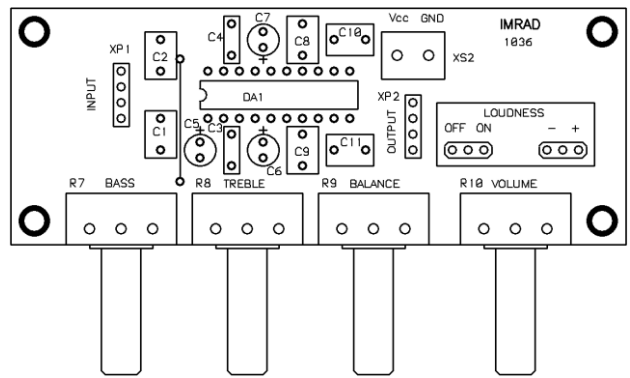 C7
Vcc GND
IMRAD
1036
C4
C8
C10
XP1
C2
XS2
INPUT
DA1
XP2
LOUDNESS
OFF ON - +
OUTPUT
C1
C5
C3
C6
C9
C11
R7 BASS
R8 TREBLE
R9 BALANCE
R10 VOLUME